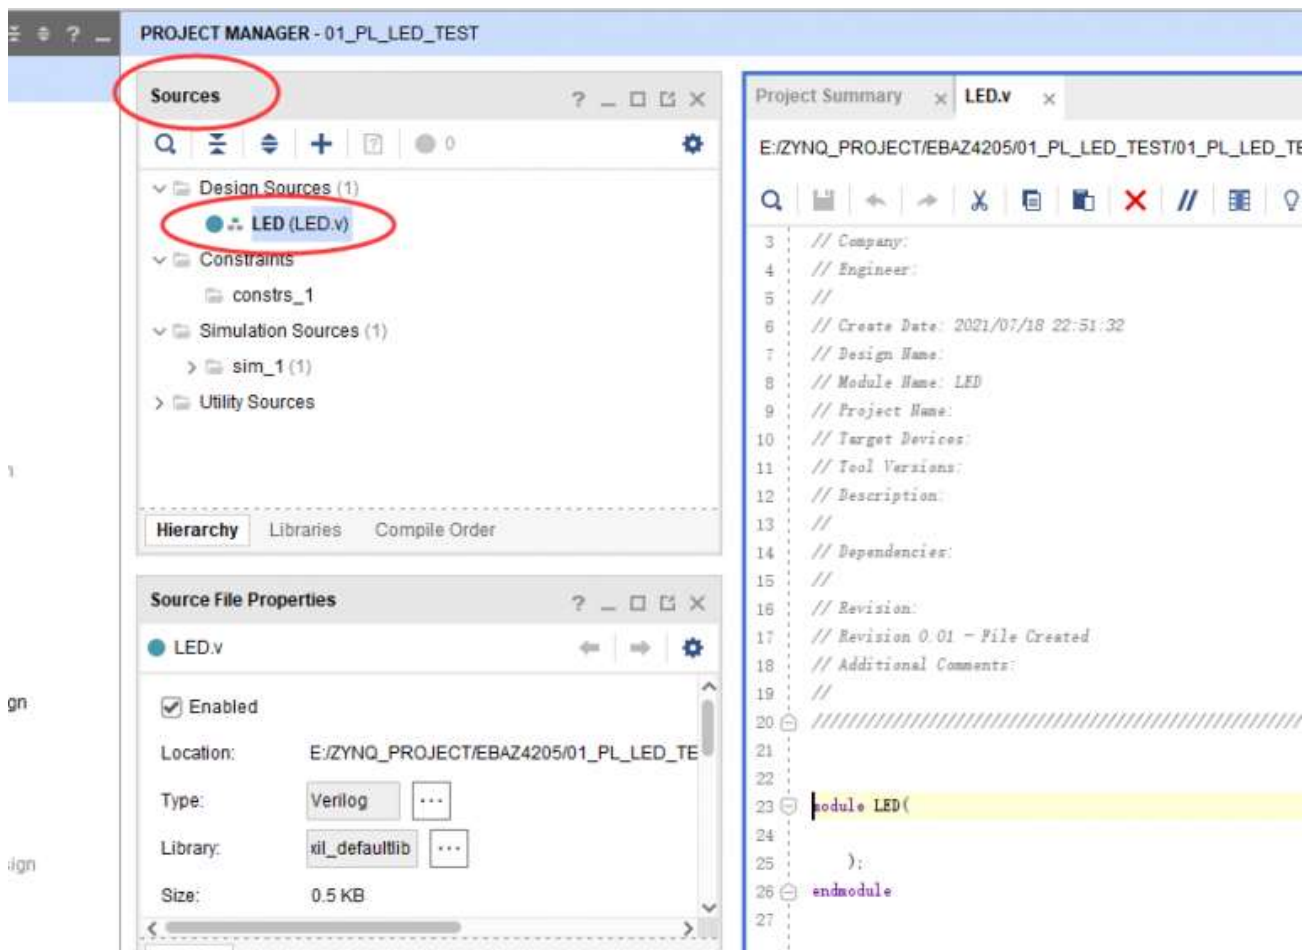 PROJECT MANAGER - 01_PL_LED_TEST
Sources
0
Design Sources (1)
LED (LED.v)
Constraints
constrs_1
Simulation Sources (1)
sim_1 (1)
Utility Sources
Hierarchy Libraries Compile Order
Source File Properties
LED.v
Enabled
Location: E:/ZYNQ_PROJECT/EBAZ4205/01_PL_LED_TE
Type: Verilog ...
Library: xil_defaultlib ...
Size: 0.5 KB
gn
ign
Project Summary LED.v
E:/ZYNQ_PROJECT/EBAZ4205/01_PL_LED_TEST/01_PL_LED_TE
3 // Company:
4 // Engineer:
5 //
6 // Create Date: 2021/07/18 22:51:32
7 // Design Name:
8 // Module Name: LED
9 // Project Name:
10 // Target Devices:
11 // Tool Versions:
12 // Description:
13 //
14 // Dependencies:
15 //
16 // Revision:
17 // Revision 0.01 - File Created
18 // Additional Comments:
19 //
20 //////////////////////////////////////////////////////
21
22
23 module LED(
24
25 );
26 endmodule
27